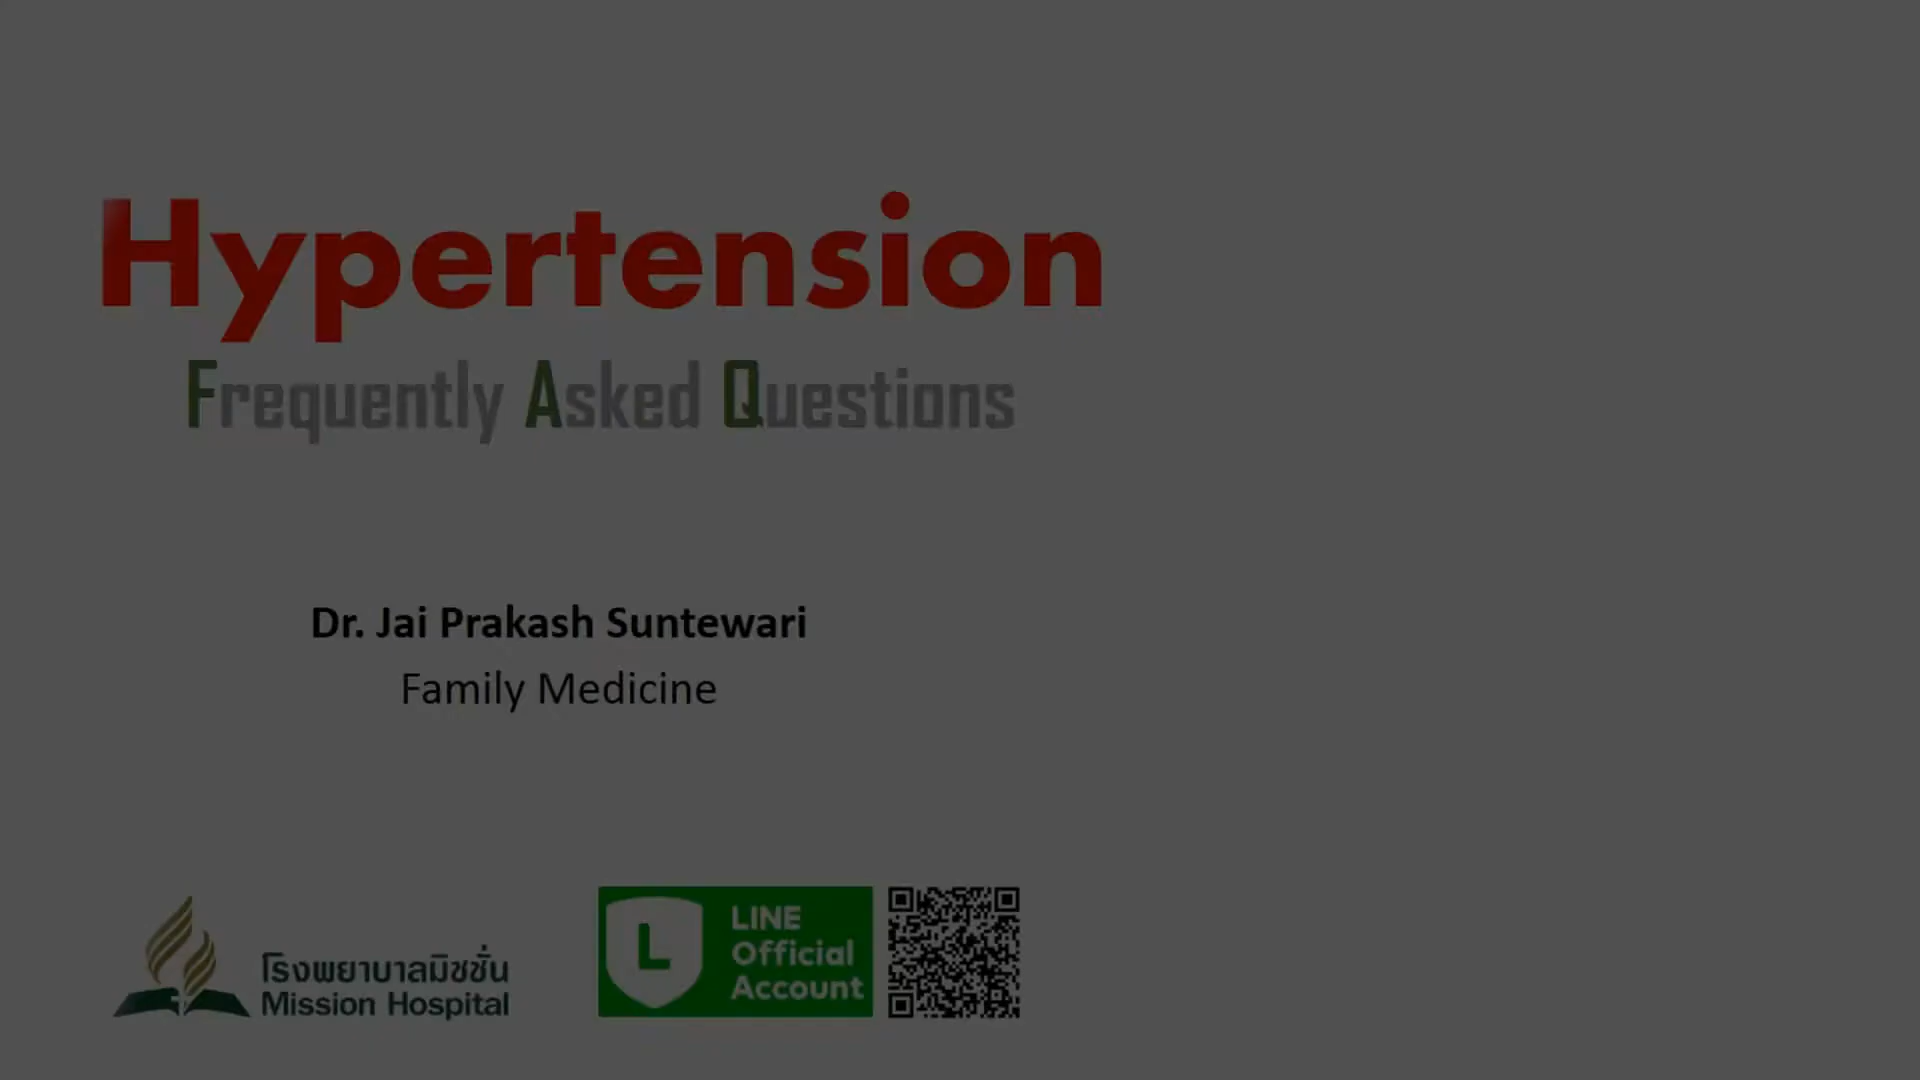 Hypertension
Frequently Asked Questions
Dr. Jai Prakash Suntewari
Family Medicine
โรงพยาบาลมิชชั่น
Mission Hospital
L
LINE
Official
Account